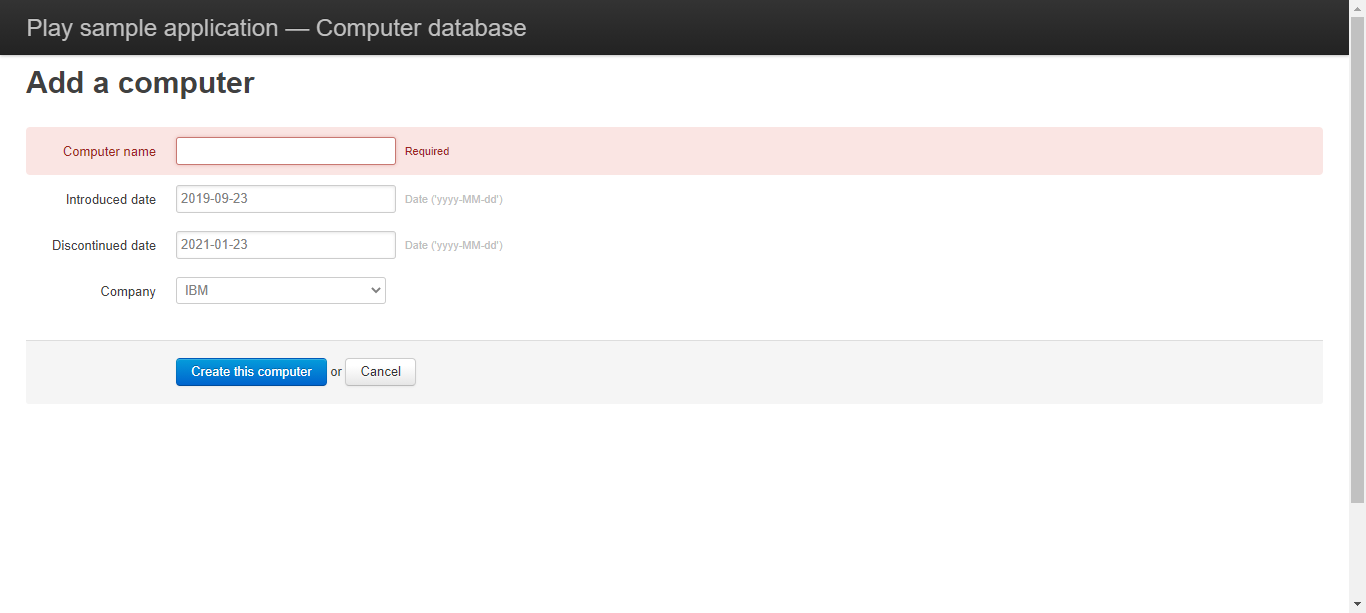 Play sample application — Computer database
Add a computer
Computer name Required
Introduced date 2019-09-23 Date ('yyyy-MM-dd')
Discontinued date 2021-01-23 Date ('yyyy-MM-dd')
Company IBM
Create this computer or Cancel